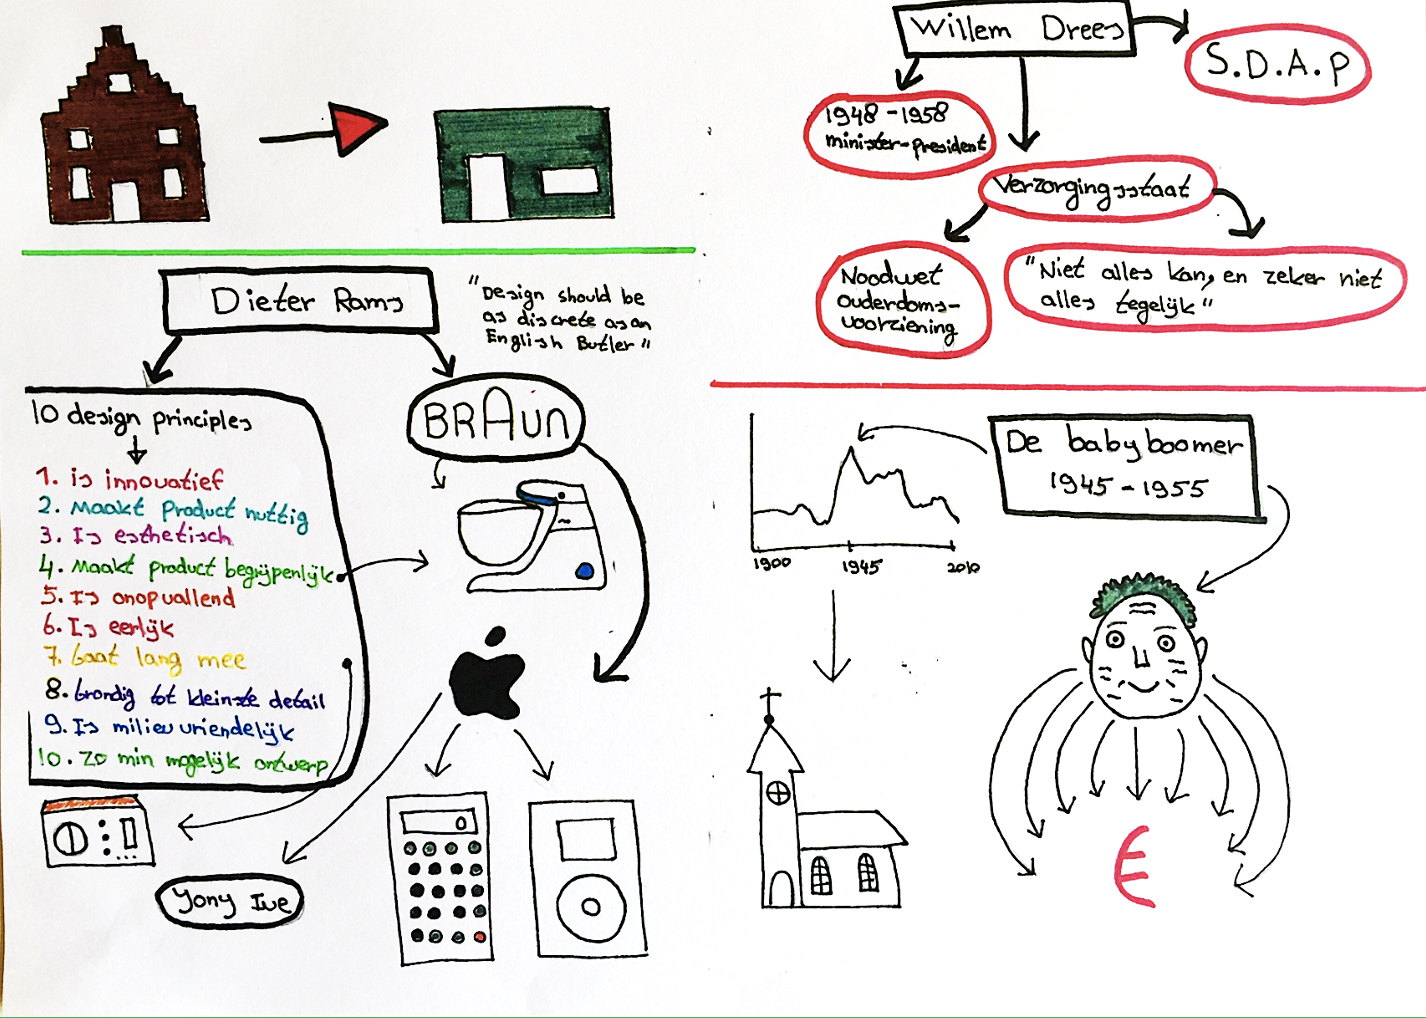 Dieter Rams
"Design should be
as discrete as an
English Butler"
10 design principles
1. is innovatief
2. Maakt Product nuttig
3. Is esthetisch
4. Maakt product begrijpenlijk
5. Is onopvallend
6. Is eerlijk
7. Gaat lang mee
8. Grondig tot kleinste detail
9. Is milieuvriendelijk
10. Zo min mogelijk ontwerp
BRAun
Yony Ive
0
Willem Drees
S.D.A.P
1948 - 1958
minister-president
Verzorgingsstaat
Noodwet
ouderdoms-
voorziening
"Niet alles kan, en zeker niet
alles tegelijk"
De babyboomer
1945 - 1955
1900
1945
2010
€